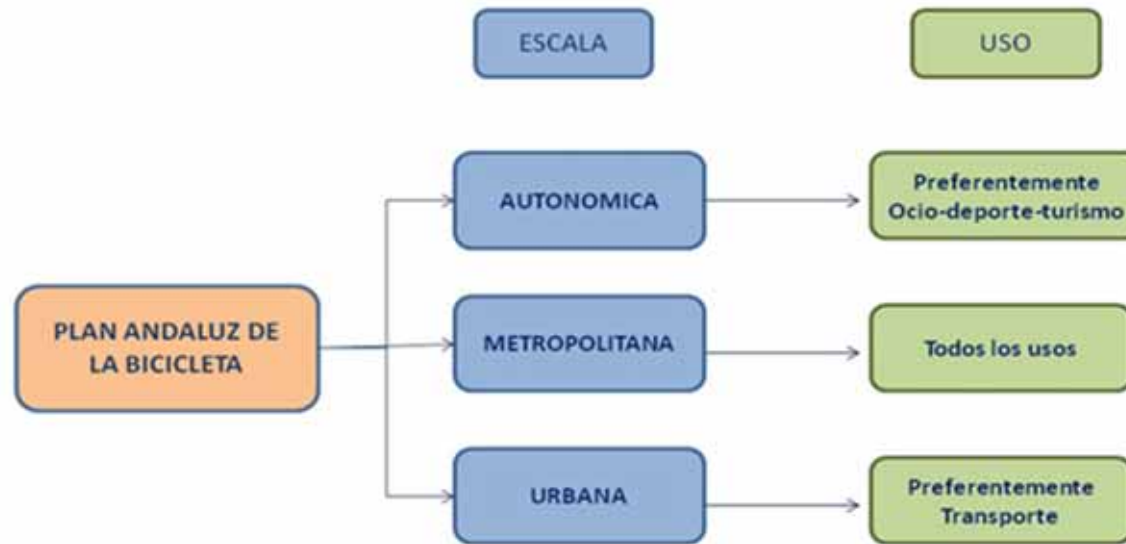 ESCALA
USO
AUTONOMICA
Preferentemente
Ocio-deporte-turismo
PLAN ANDALUZ DE
LA BICICLETA
METROPOLITANA
Todos los usos
URBANA
Preferentemente
Transporte